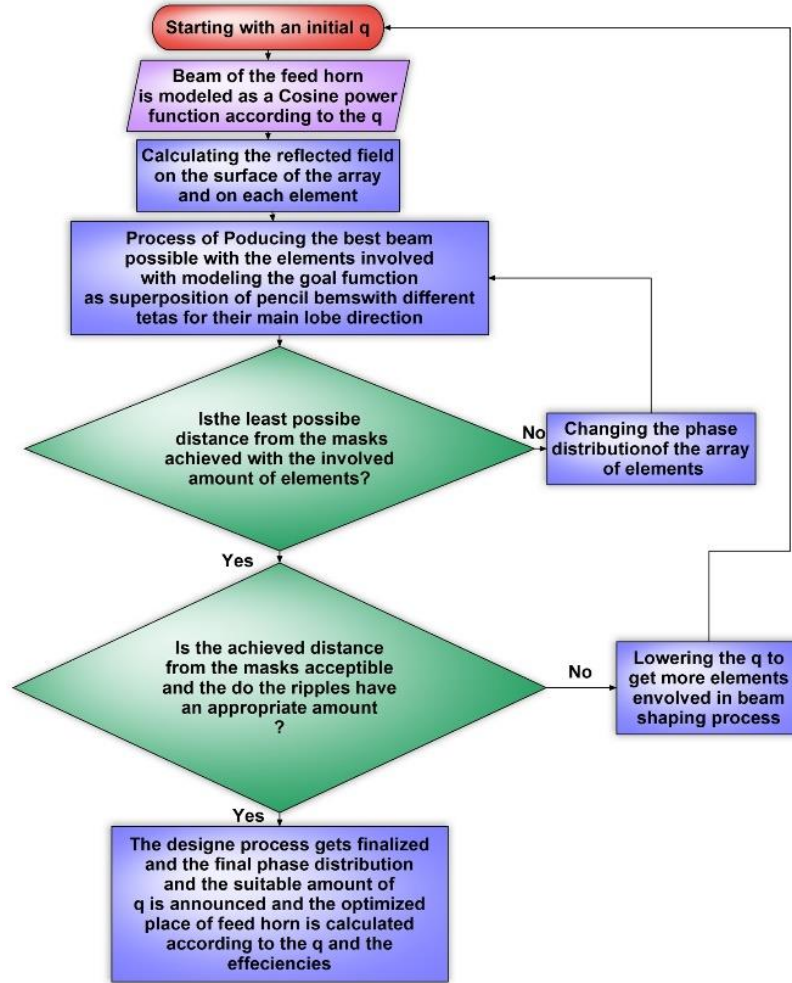 Starting with an initial q
Beam of the feed horn
is modeled as a Cosine power
function according to the q
Calculating the reflected field
on the surface of the array
and on each element
Process of Poducing the best beam
possible with the elements involved
with modeling the goal fumction
as superposition of pencil bemswith different
tetas for their main lobe direction
Isthe least possibe
distance from the masks
achieved with the involved
amount of elements?
No
Changing the phase
distributionof the array
of elements
Yes
Is the achieved distance
from the masks acceptible
and the do the ripples have
an appropriate amount
?
No
Lowering the q to
get more elements
envolved in beam
shaping process
Yes
The designe process gets finalized
and the final phase distribution
and the suitable amount of
q is announced and the optimized
place of feed horn is calculated
according to the q and the
effeciencies